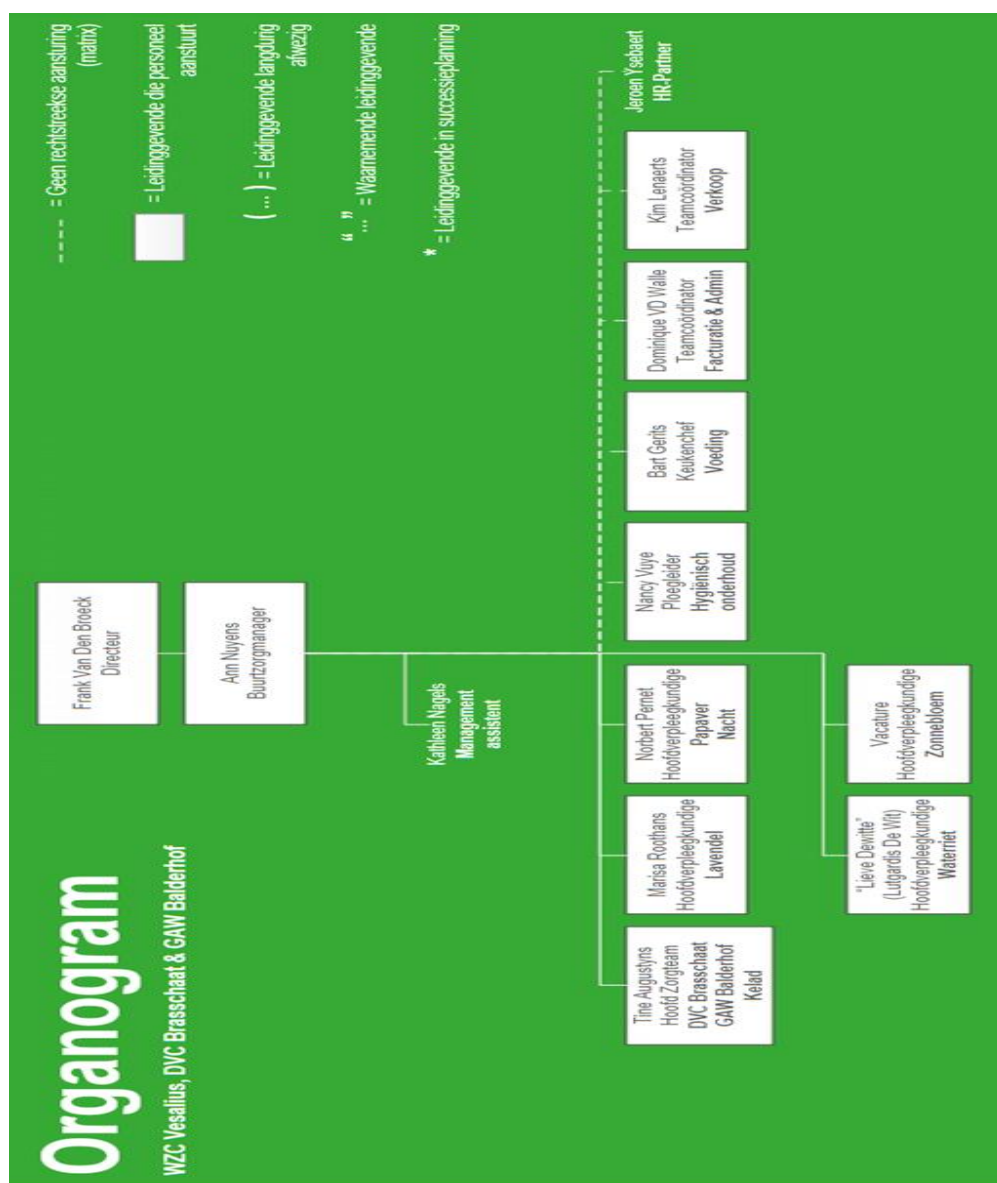 Organogram
WZC Vesalius, DVC Brasschaat & GAW Balderhof
---- = Geen rechtstreekse aansturing
(matrix)
= Leidinggevende die personeel
aanstuurt
( ... ) = Leidinggevende langdurig
afwezig
“ ... ” = Waarnemende leidinggevende
* = Leidinggevende in successieplanning
Frank Van Den Broeck
Directeur
Ann Nuyens
Buurtzorgmanager
Kathleen Nagels
Management
assistent
Tine Augustyns
Hoofd Zorgteam
DVC Brasschaat
GAW Balderhof
Kelad
Marisa Roothans
Hoofdverpleegkundige
Lavendel
Norbert Pernet
Hoofdverpleegkundige
Papaver
Nacht
Nancy Vuye
Ploegleider
Hygiënisch
onderhoud
Bart Gerits
Keukenchef
Voeding
Dominique VD Walle
Teamcoördinator
Facturatie & Admin
Kim Lenaerts
Teamcoördinator
Verkoop
Jeroen Ysebaert
HR-Partner
“Lieve Dewitte”
(Lutgardis De Wit)
Hoofdverpleegkundige
Waterriet
Vacature
Hoofdverpleegkundige
Zonnebloem